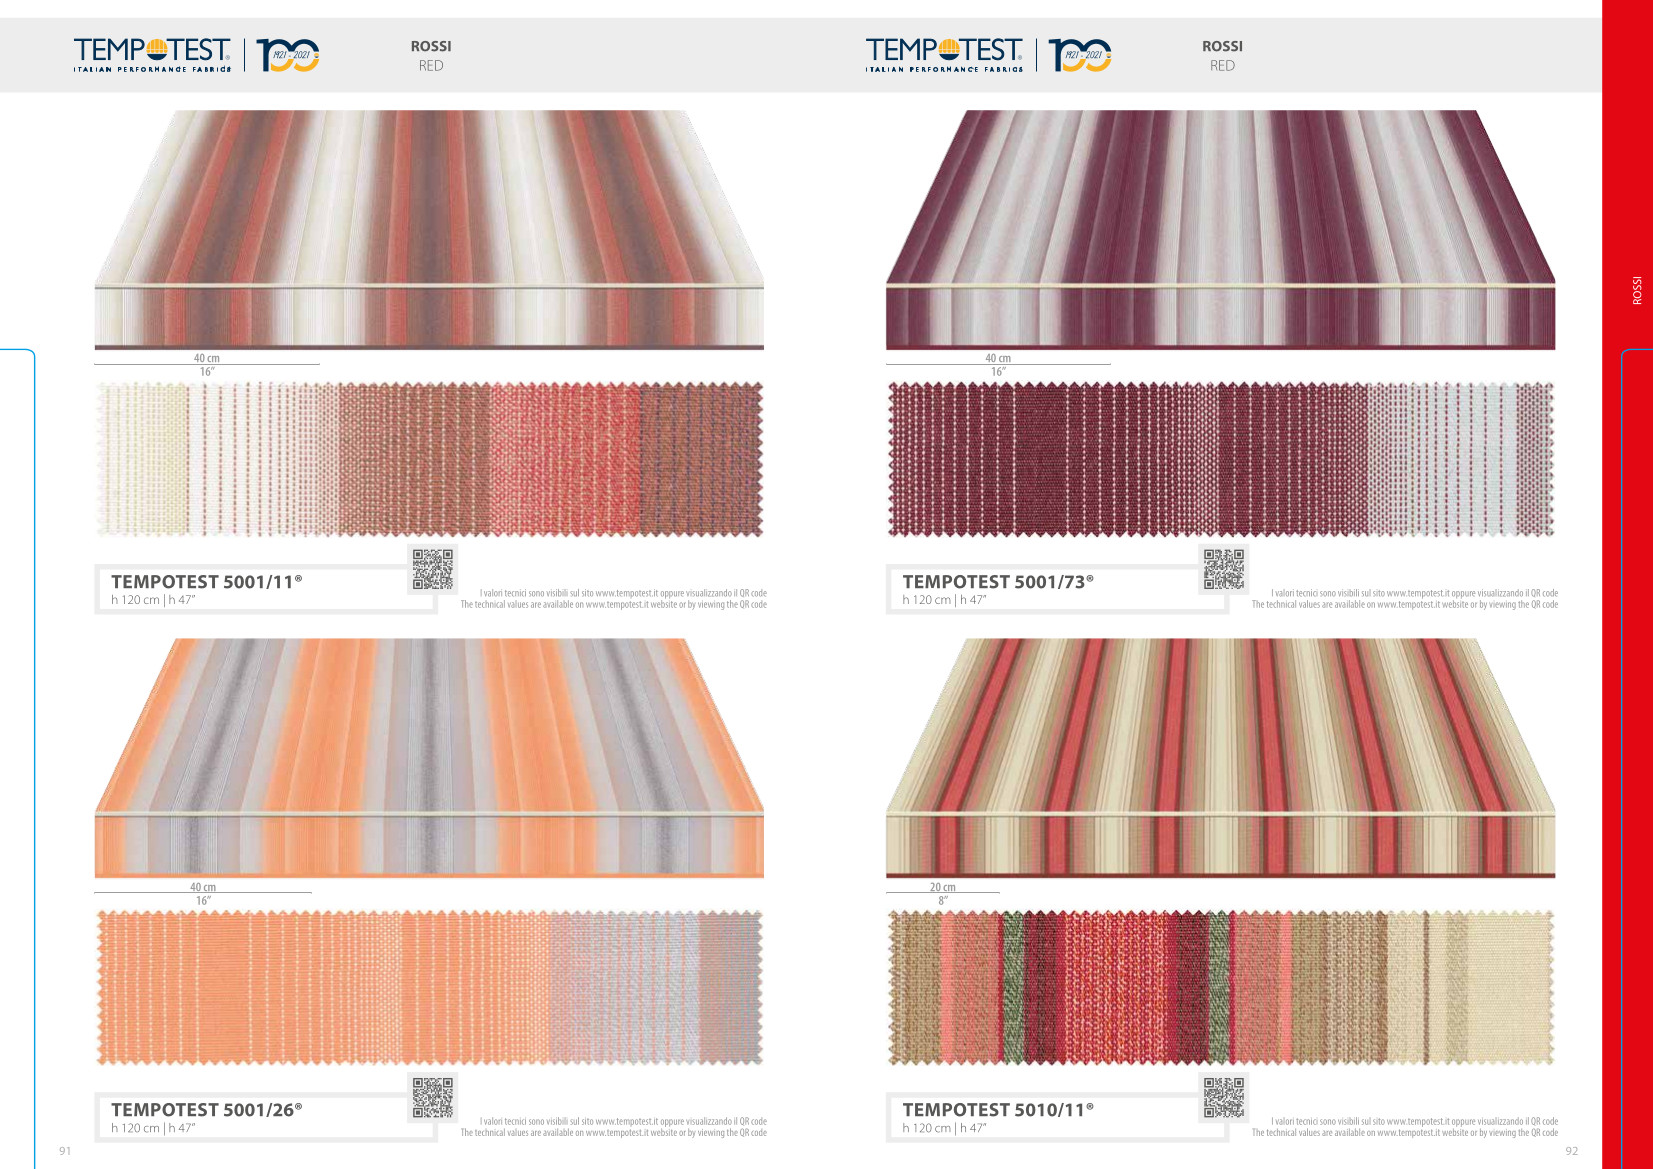 TEMPOTEST®
ITALIAN PERFORMANCE FABRICS
100
1921 - 2021
ROSSI
RED
40 cm
16”
TEMPOTEST 5001/11®
h 120 cm | h 47”
I valori tecnici sono visibili sul sito www.tempotest.it oppure visualizzando il QR code
The technical values are available on www.tempotest.it website or by viewing the QR code
40 cm
16”
TEMPOTEST 5001/26®
h 120 cm | h 47”
I valori tecnici sono visibili sul sito www.tempotest.it oppure visualizzando il QR code
The technical values are available on www.tempotest.it website or by viewing the QR code
91
TEMPOTEST®
ITALIAN PERFORMANCE FABRICS
100
1921 - 2021
ROSSI
RED
40 cm
16”
TEMPOTEST 5001/73®
h 120 cm | h 47”
I valori tecnici sono visibili sul sito www.tempotest.it oppure visualizzando il QR code
The technical values are available on www.tempotest.it website or by viewing the QR code
20 cm
8”
TEMPOTEST 5010/11®
h 120 cm | h 47”
I valori tecnici sono visibili sul sito www.tempotest.it oppure visualizzando il QR code
The technical values are available on www.tempotest.it website or by viewing the QR code
92
ROSSI